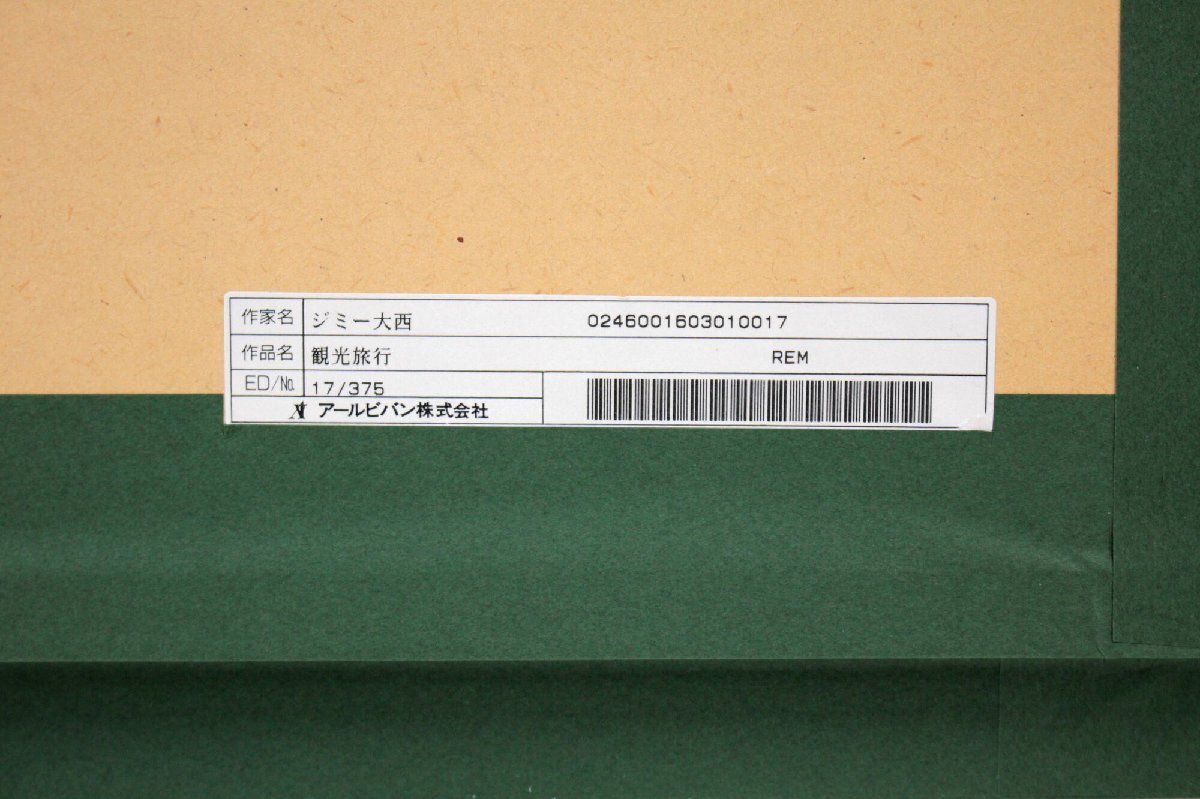 作家名 ジミー大西 0246001603010017
作品名 観光旅行 REM
ED/№ 17/375
アールビバン株式会社